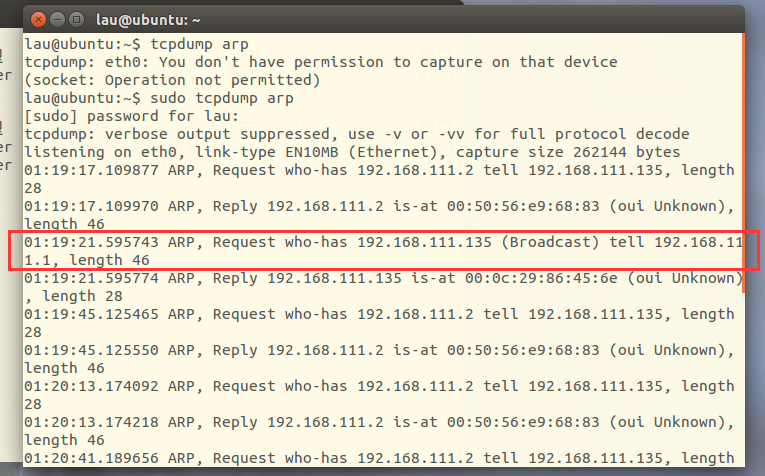 lau@ubuntu: ~
lau@ubuntu:~$ tcpdump arp
tcpdump: eth0: You don't have permission to capture on that device
(socket: Operation not permitted)
lau@ubuntu:~$ sudo tcpdump arp
[sudo] password for lau:
tcpdump: verbose output suppressed, use -v or -vv for full protocol decode
listening on eth0, link-type EN10MB (Ethernet), capture size 262144 bytes
01:19:17.109877 ARP, Request who-has 192.168.111.2 tell 192.168.111.135, length
28
01:19:17.109970 ARP, Reply 192.168.111.2 is-at 00:50:56:e9:68:83 (oui Unknown),
length 46
01:19:21.595743 ARP, Request who-has 192.168.111.135 (Broadcast) tell 192.168.11
1.1, length 46
01:19:21.595774 ARP, Reply 192.168.111.135 is-at 00:0c:29:86:45:6e (oui Unknown)
, length 28
01:19:45.125465 ARP, Request who-has 192.168.111.2 tell 192.168.111.135, length
28
01:19:45.125550 ARP, Reply 192.168.111.2 is-at 00:50:56:e9:68:83 (oui Unknown),
length 46
01:20:13.174092 ARP, Request who-has 192.168.111.2 tell 192.168.111.135, length
28
01:20:13.174218 ARP, Reply 192.168.111.2 is-at 00:50:56:e9:68:83 (oui Unknown),
length 46
01:20:41.189656 ARP, Request who-has 192.168.111.2 tell 192.168.111.135, length